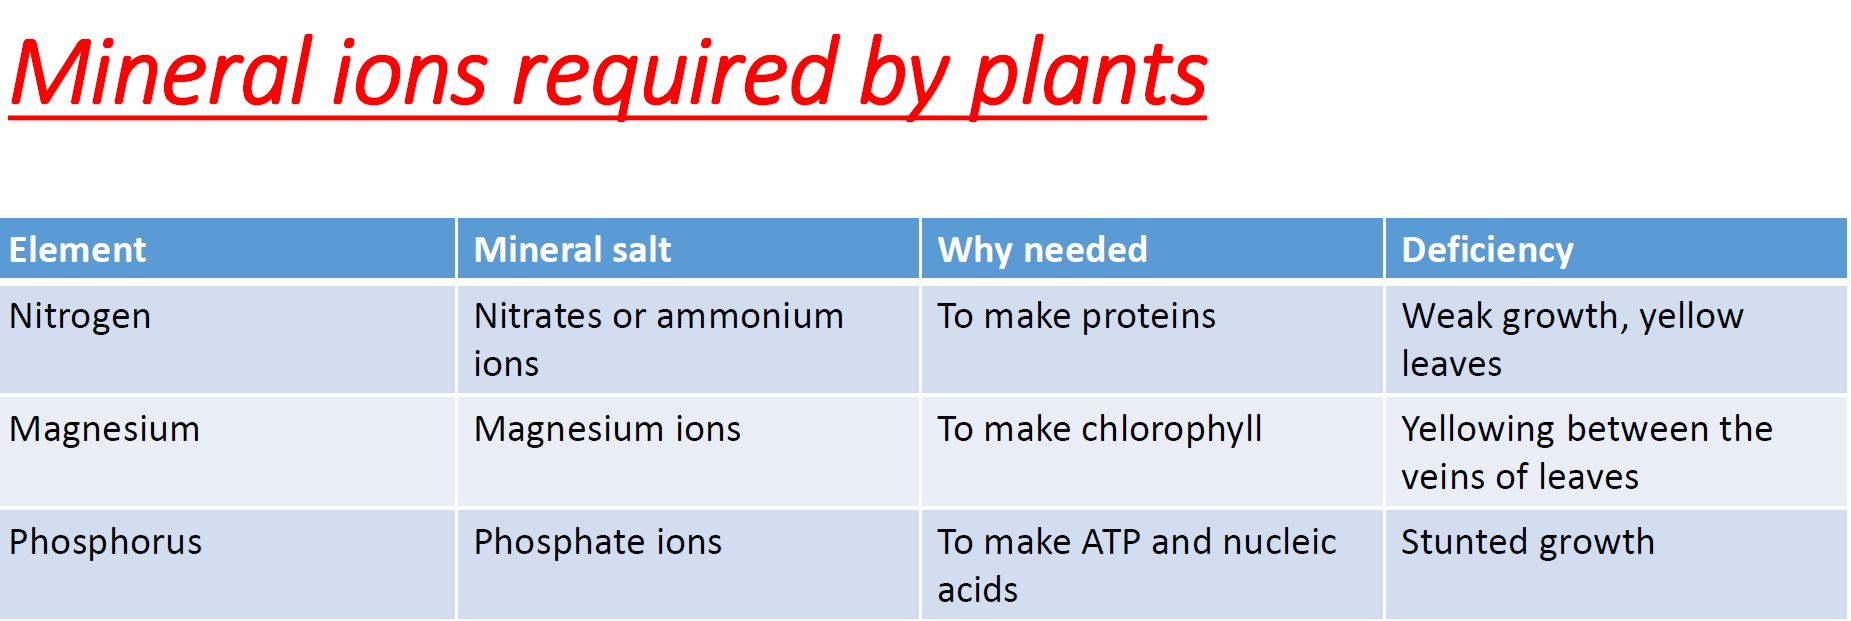 Mineral ions required by plants
Element Mineral salt Why needed Deficiency
Nitrogen Nitrates or ammonium To make proteins Weak growth, yellow
ions leaves
Magnesium Magnesium ions To make chlorophyll Yellowing between the
veins of leaves
Phosphorus Phosphate ions To make ATP and nucleic Stunted growth
acids